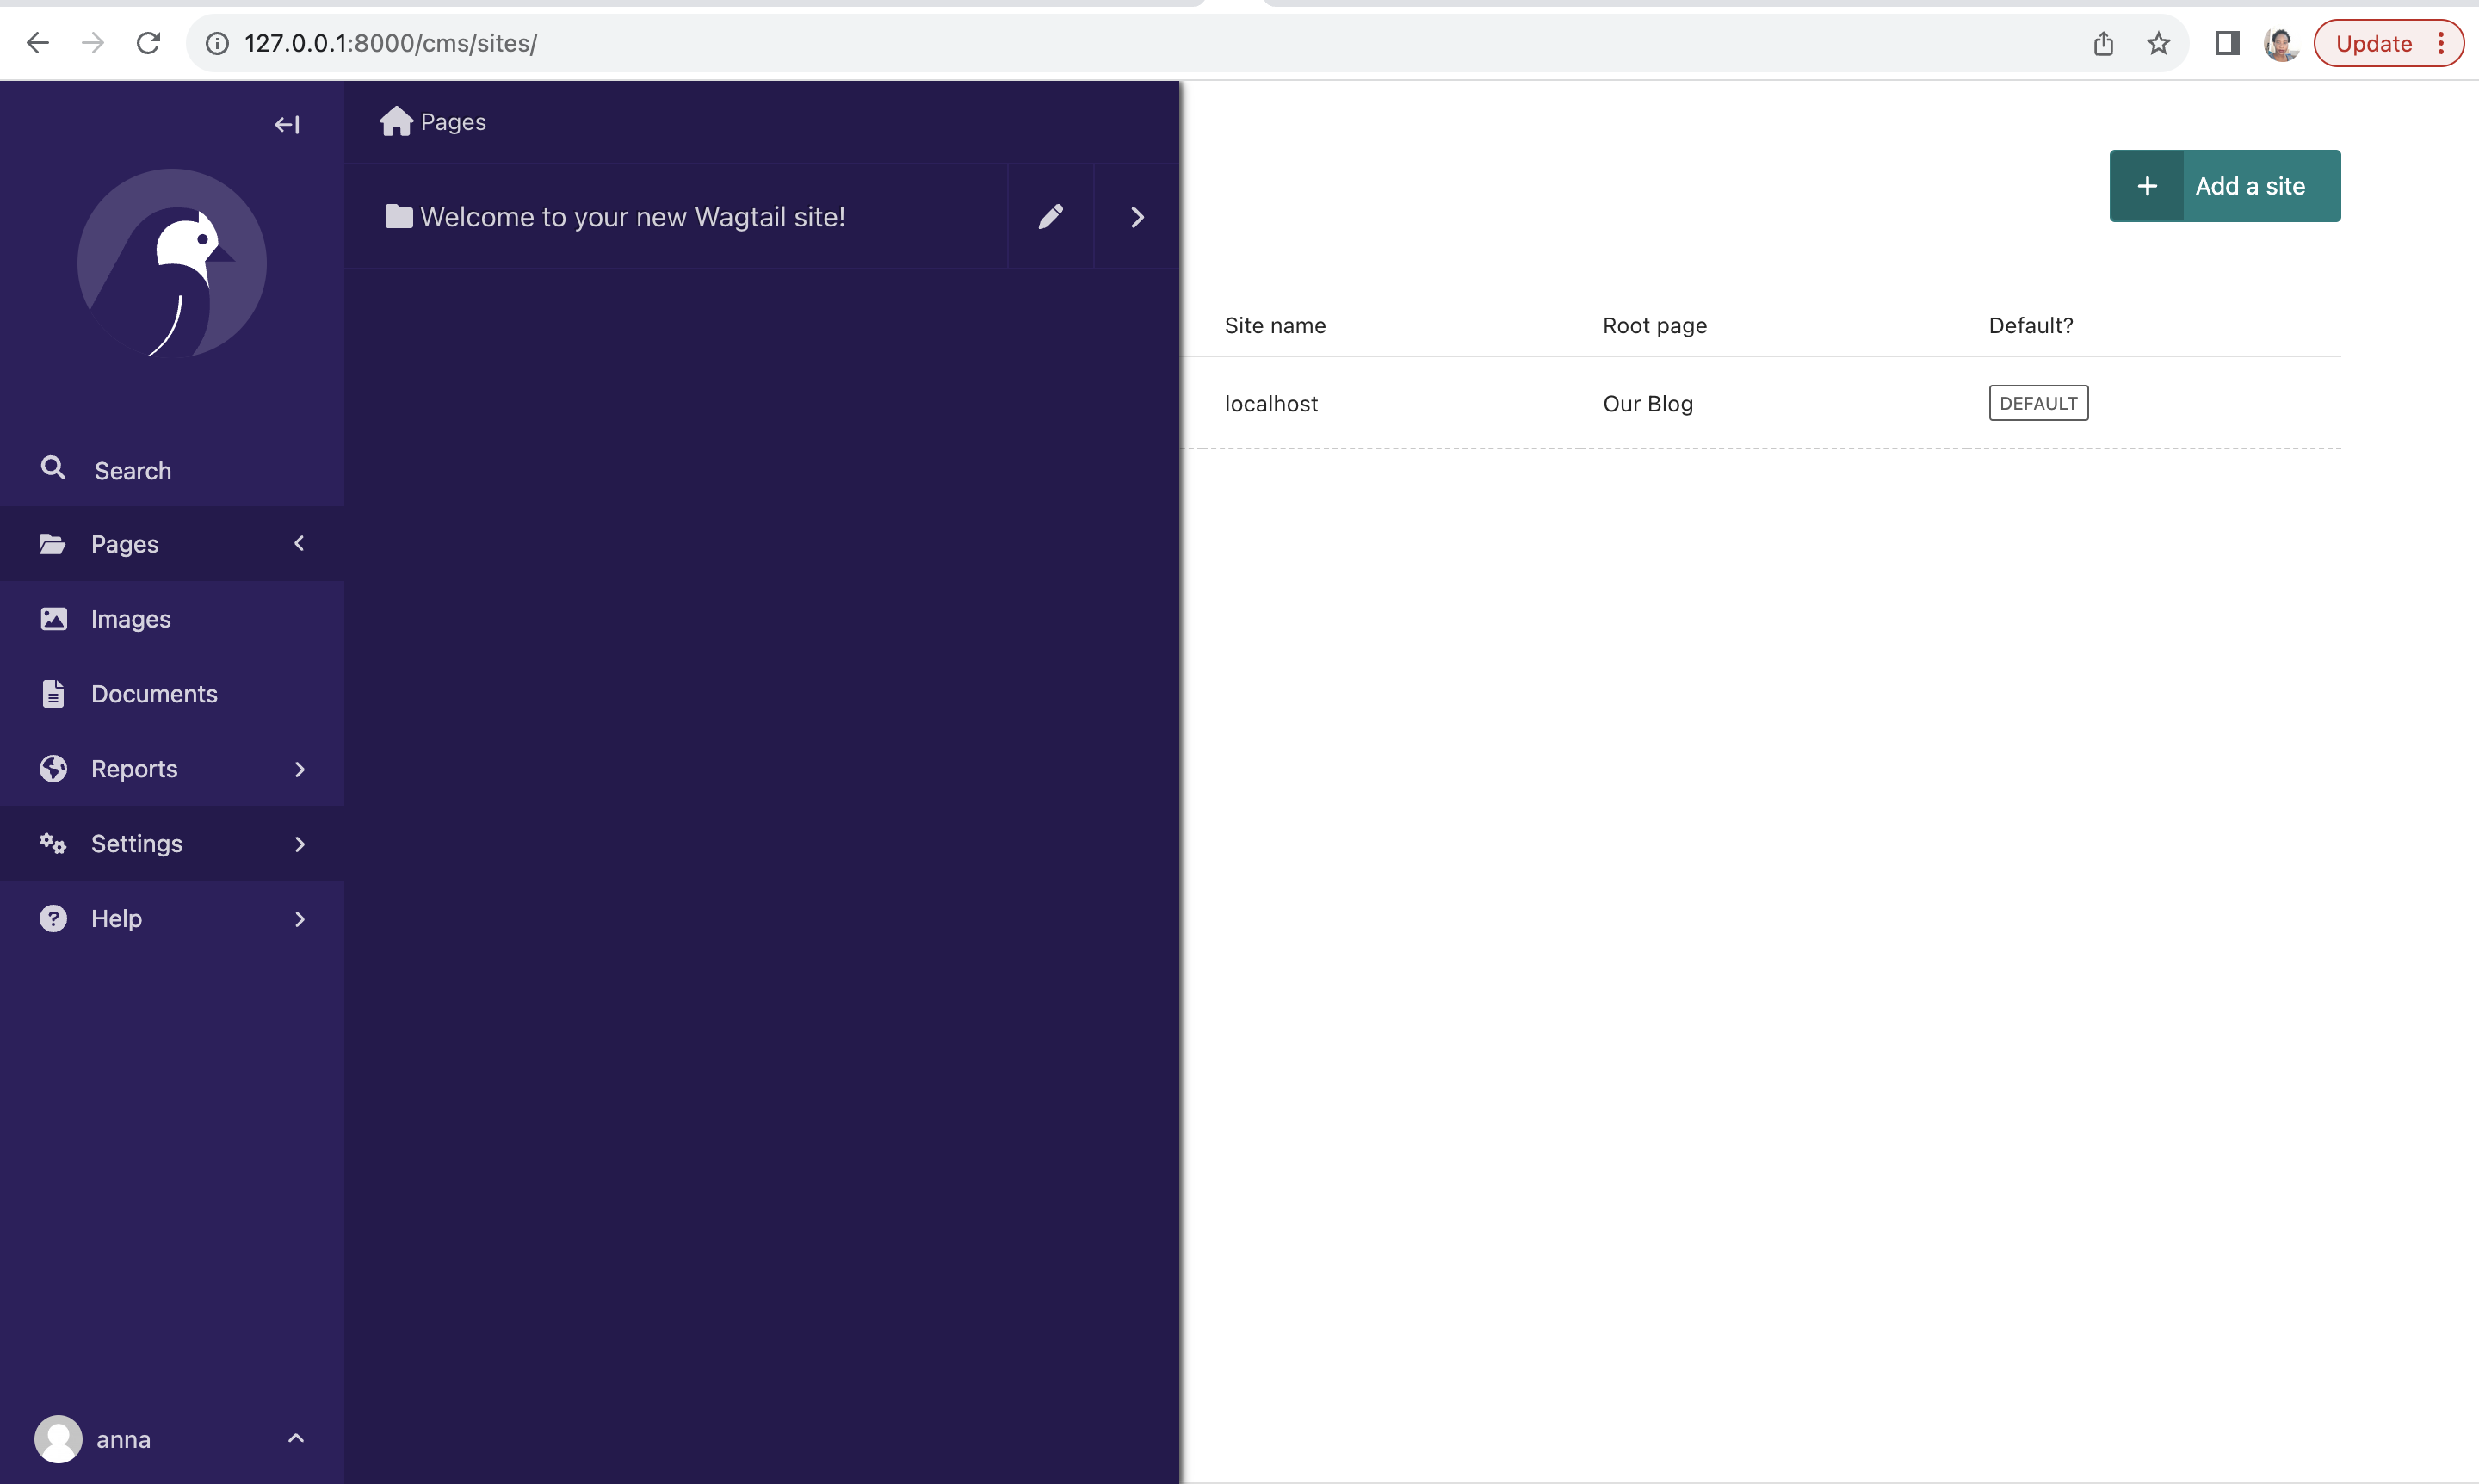 127.0.0.1:8000/cms/sites/
Update
Pages
Welcome to your new Wagtail site!
Add a site
Site name Root page Default?
localhost Our Blog DEFAULT
Search
Pages
Images
Documents
Reports
Settings
Help
anna